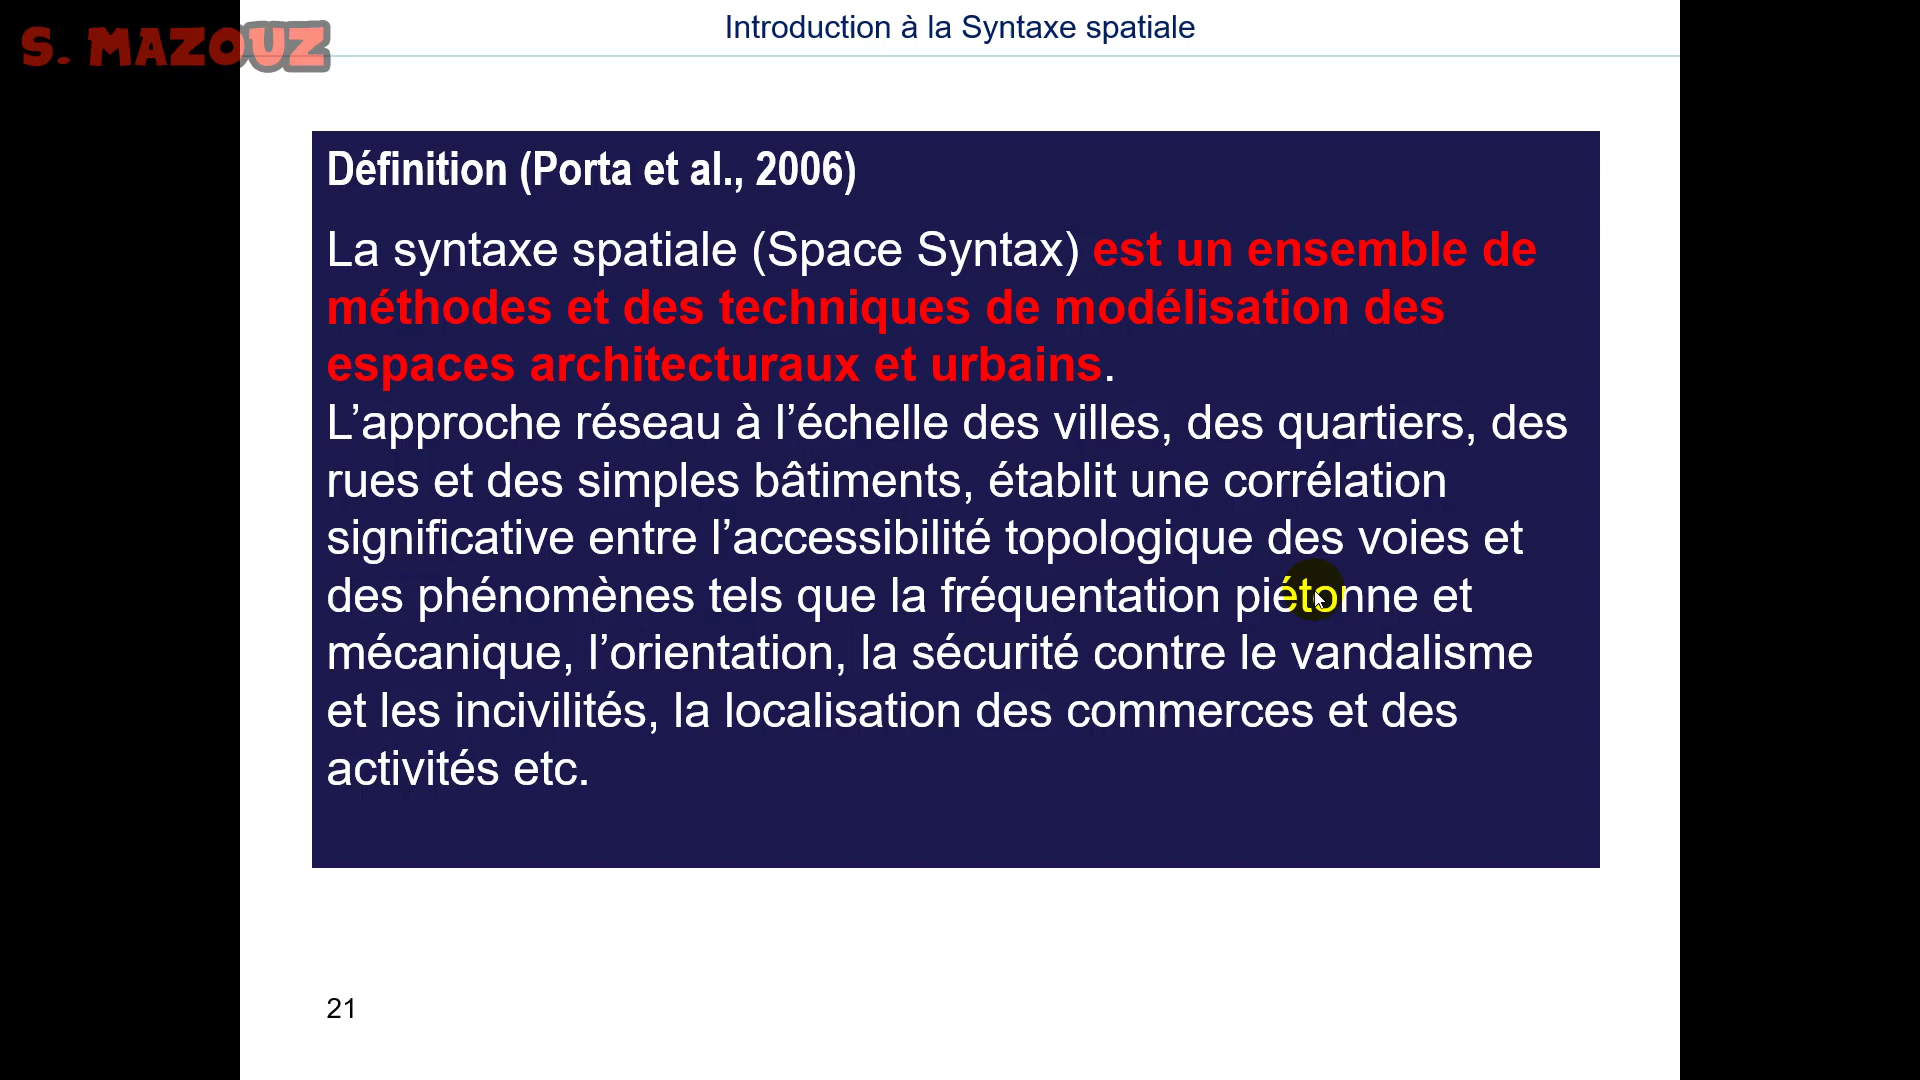 Introduction à la Syntaxe spatiale
S. MAZOUZ
Définition (Porta et al., 2006)
La syntaxe spatiale (Space Syntax) est un ensemble de
méthodes et des techniques de modélisation des
espaces architecturaux et urbains.
L’approche réseau à l’échelle des villes, des quartiers, des
rues et des simples bâtiments, établit une corrélation
significative entre l’accessibilité topologique des voies et
des phénomènes tels que la fréquentation piétonne et
mécanique, l’orientation, la sécurité contre le vandalisme
et les incivilités, la localisation des commerces et des
activités etc.
21